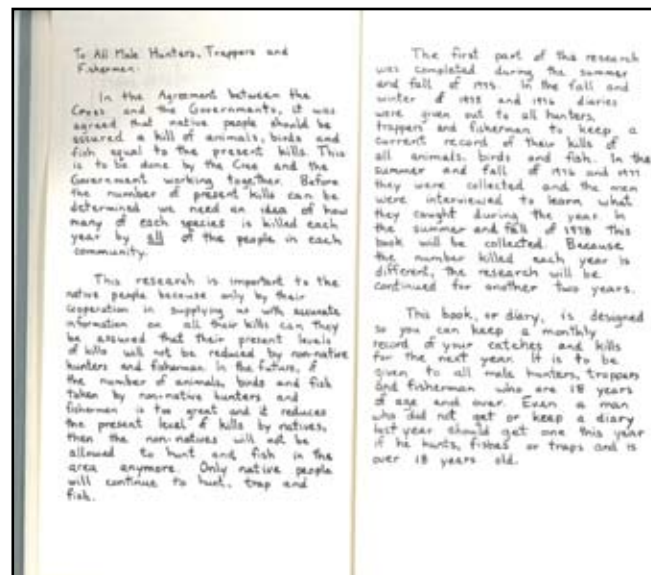 To All Male Hunters, Trappers and
Fishermen:
In the Agreement between the
Crees and the Governments, it was
agreed that native people should be
assured a kill of animals, birds and
fish equal to the present kills. This
is to be done by the Cree and the
Government working together. Before
the number of present kills can be
determined we need an idea of how
many of each species is killed each
year by all of the people in each
community.
This research is important to the
native people because only by their
cooperation in supplying us with accurate
information on all their kills can they
be assured that their present levels
of kills will not be reduced by non-native
hunters and fisherman. In the future, if
the number of animals, birds and fish
taken by non-native hunters and
fishermen is too great and it reduces
the present level of kills by natives,
then the non-natives will not be
allowed to hunt and fish in the
area anymore. Only native people
will continue to hunt, trap and
fish.
The first part of this research
was completed during the summer
and fall of 1975. In the fall and
winter of 1975 and 1976 diaries
were given out to all hunters,
trappers and fisherman to keep a
current record of their kills of
all animals, birds and fish. In the
summer and fall of 1976 and 1977
they were collected and the men
were interviewed to learn what
they caught during the year. In
the summer and fall of 1978 this
book will be collected. Because
the number killed each year is
different, the research will be
continued for another two years.
This book, or diary, is designed
so you can keep a monthly
record of your catches and kills
for the next year. It is to be
given to all male hunters, trappers
and fisherman who are 18 years
of age and over. Even a man
who did not get or keep a diary
last year should get one this year
if he hunts, fishes or traps and is
over 18 years old.